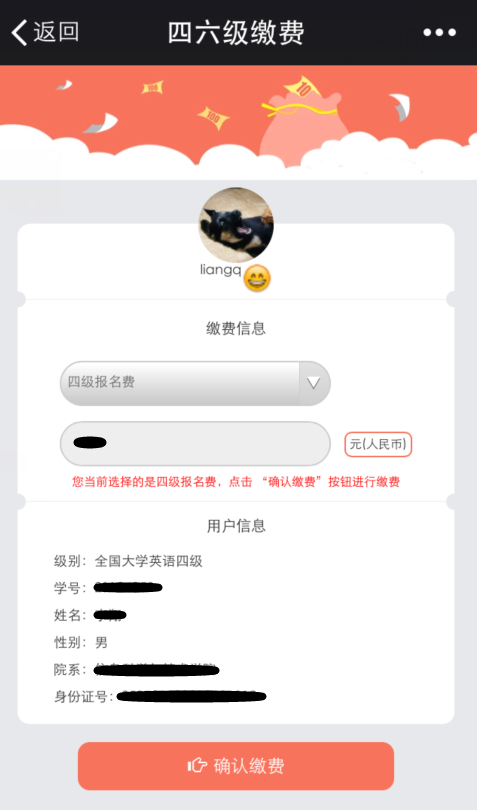 返回
四六级缴费
•••
10
100
liangq
缴费信息
四级报名费
元(人民币)
您当前选择的是四级报名费，点击 “确认缴费”按钮进行缴费
用户信息
级别：全国大学英语四级
学号：
姓名：
性别：男
院系：
身份证号：
确认缴费